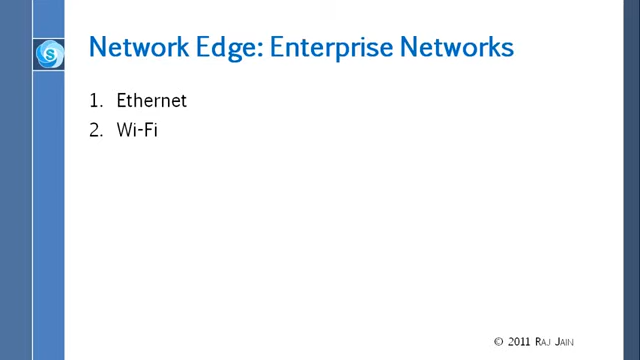 Network Edge: Enterprise Networks
1. Ethernet
2. Wi-Fi
S
© 2011 RAJ JAIN